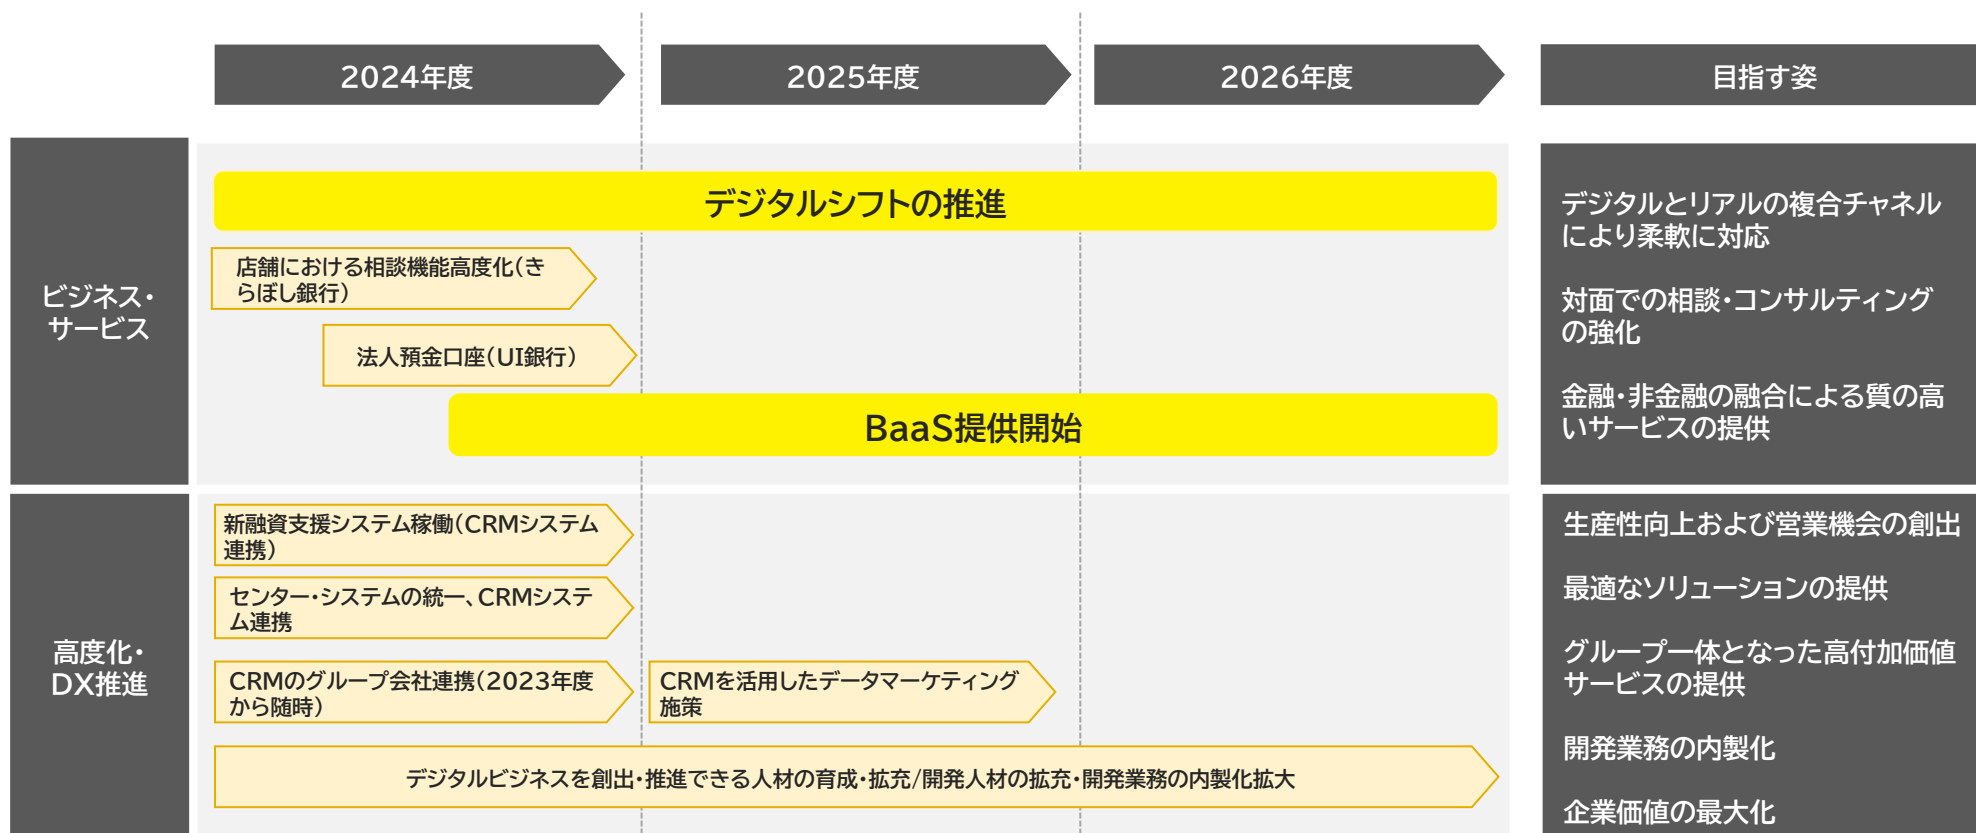 2024年度
2025年度
2026年度
目指す姿
ビジネス・
サービス
デジタルシフトの推進
店舗における相談機能高度化(き
らぼし銀行)
法人預金口座(UI銀行)
BaaS提供開始
デジタルとリアルの複合チャネル
により柔軟に対応
対面での相談・コンサルティング
の強化
金融・非金融の融合による質の高
いサービスの提供
高度化・
DX推進
新融資支援システム稼働(CRMシステム
連携)
センター・システムの統一、CRMシステ
ム連携
CRMのグループ会社連携(2023年度
から随時)
CRMを活用したデータマーケティング
施策
デジタルビジネスを創出・推進できる人材の育成・拡充/開発人材の拡充・開発業務の内製化拡大
生産性向上および営業機会の創出
最適なソリューションの提供
グループ一体となった高付加価値
サービスの提供
開発業務の内製化
企業価値の最大化